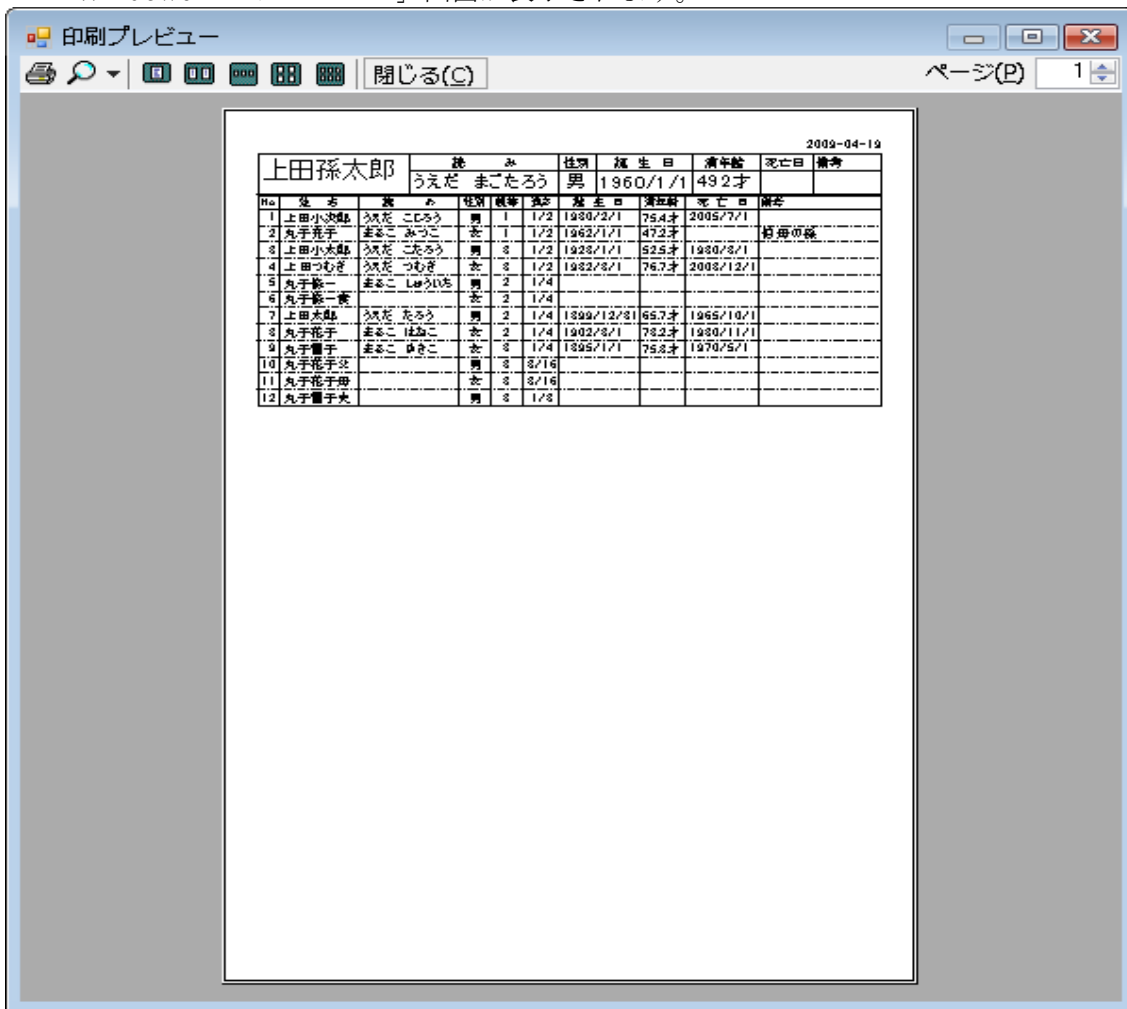 」画面が表示されます。
印刷プレビュー
閉じる(C) ページ(P) 1
2009-04-19
上田孫太郎 読 み 性別 誕 生 日 満年齢 死亡日 備考
うえだ まごたろう 男 1960/1/1 49.2才
No 姓 名 読 み 性別 親等 誕 生 日 満年齢 死 亡 日 備考
1 上田小次郎 うえだ こじろう 男 1 1/2 75.4才 2005/7/1
2 丸子充子 まるこ みつこ 女 1 1/2 1962/1/1 47.2才
3 上田小太郎 うえだ こたろう 男 3 1/2 1928/1/1 52.5才 1980/8/1
4 上田つむぎ うえだ つむぎ 女 3 1/2 1932/3/1 76.7才 2008/12/1
5 丸子修一 まるこ しゅういち 男 2 1/4
6 丸子修一妻 女 2 1/4
7 上田太郎 うえだ たろう 男 2 1/4 1899/12/31 65.7才 1965/10/1
8 丸子花子 まるこ はなこ 女 2 1/4 1902/8/1 78.2才 1980/11/1
9 丸子雪子 まるこ ゆきこ 女 3 1/4 1895/1/1 75.3才 1970/5/1
10 丸子花子父 男 3 3/16
11 丸子花子母 女 3 3/16
12 丸子雪子夫 男 3 1/8